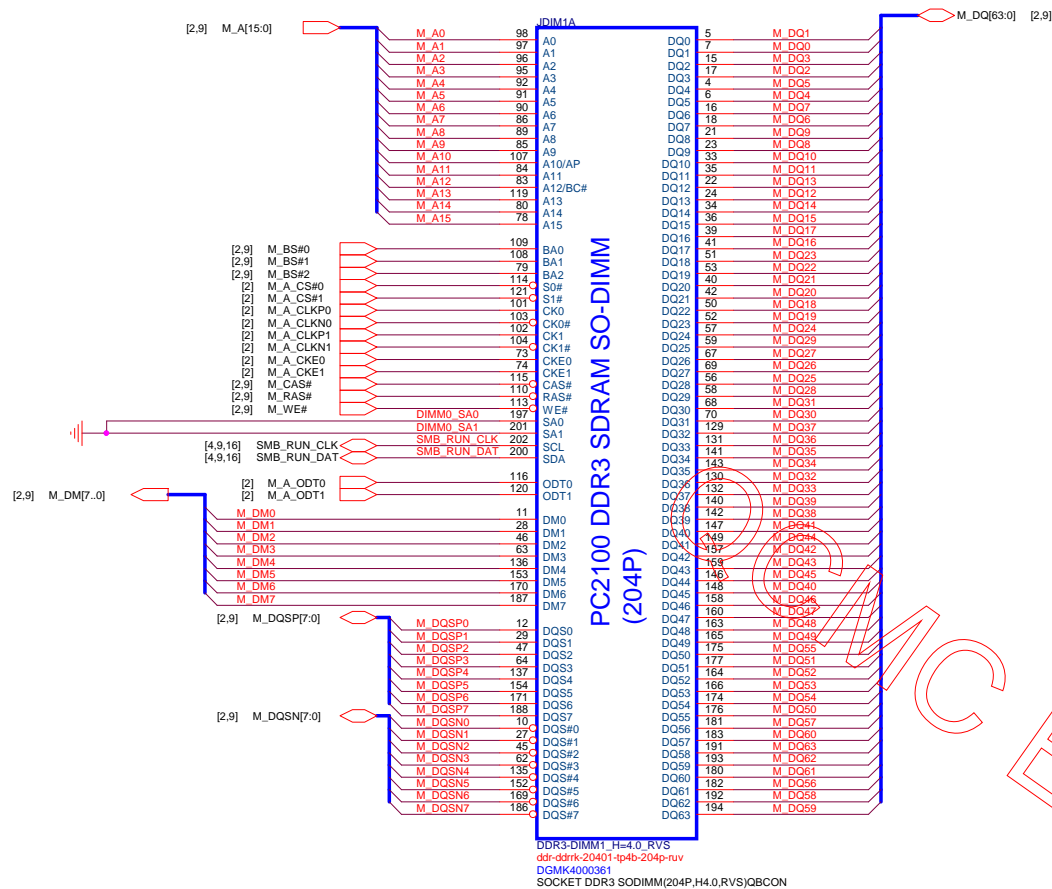 JDIM1A
[2,9] M_A[15:0]
M_DQ[63:0] [2,9]
M_A0 98 A0 DQ0 5 M_DQ1
M_A1 97 A1 DQ1 7 M_DQ0
M_A2 96 A2 DQ2 15 M_DQ3
M_A3 95 A3 DQ3 17 M_DQ2
M_A4 92 A4 DQ4 4 M_DQ5
M_A5 91 A5 DQ5 6 M_DQ4
M_A6 90 A6 DQ6 16 M_DQ7
M_A7 86 A7 DQ7 18 M_DQ6
M_A8 89 A8 DQ8 21 M_DQ9
M_A9 85 A9 DQ9 23 M_DQ8
M_A10 107 A10/AP DQ10 33 M_DQ10
M_A11 84 A11 DQ11 35 M_DQ11
M_A12 83 A12/BC# DQ12 22 M_DQ13
M_A13 119 A13 DQ13 24 M_DQ12
M_A14 80 A14 DQ14 34 M_DQ14
M_A15 78 A15 DQ15 36 M_DQ15
DQ16 39 M_DQ17
[2,9] M_BS#0 109 BA0 DQ17 41 M_DQ16
[2,9] M_BS#1 108 BA1 DQ18 51 M_DQ23
[2,9] M_BS#2 79 BA2 DQ19 53 M_DQ22
[2] M_A_CS#0 114 S0# DQ20 40 M_DQ21
[2] M_A_CS#1 121 S1# DQ21 42 M_DQ20
[2] M_A_CLKP0 101 CK0 DQ22 50 M_DQ18
[2] M_A_CLKN0 103 CK0# DQ23 52 M_DQ19
[2] M_A_CLKP1 102 CK1 DQ24 57 M_DQ24
[2] M_A_CLKN1 104 CK1# DQ25 59 M_DQ29
[2] M_A_CKE0 73 CKE0 DQ26 67 M_DQ27
[2] M_A_CKE1 74 CKE1 DQ27 69 M_DQ26
[2,9] M_CAS# 115 CAS# DQ28 56 M_DQ25
[2,9] M_RAS# 110 RAS# DQ29 58 M_DQ28
[2,9] M_WE# 113 WE# DQ30 68 M_DQ31
DIMM0_SA0 197 SA0 DQ31 70 M_DQ30
DIMM0_SA1 201 SA1 DQ32 129 M_DQ37
[4,9,16] SMB_RUN_CLK SMB_RUN_CLK 202 SCL DQ33 131 M_DQ36
[4,9,16] SMB_RUN_DAT SMB_RUN_DAT 200 SDA DQ34 141 M_DQ35
DQ35 143 M_DQ34
[2] M_A_ODT0 116 ODT0 DQ36 130 M_DQ32
[2] M_A_ODT1 120 ODT1 DQ37 132 M_DQ33
[2,9] M_DM[7..0]
DQ38 140 M_DQ39
M_DM0 11 DM0 DQ39 142 M_DQ38
M_DM1 28 DM1 DQ40 147 M_DQ41
M_DM2 46 DM2 DQ41 149 M_DQ44
M_DM3 63 DM3 DQ42 157 M_DQ42
M_DM4 136 DM4 DQ43 159 M_DQ43
M_DM5 153 DM5 DQ44 146 M_DQ45
M_DM6 170 DM6 DQ45 148 M_DQ40
M_DM7 187 DM7 DQ46 158 M_DQ46
DQ47 160 M_DQ47
[2,9] M_DQSP[7:0]
M_DQSP0 12 DQS0 DQ48 163 M_DQ48
M_DQSP1 29 DQS1 DQ49 165 M_DQ49
M_DQSP2 47 DQS2 DQ50 175 M_DQ55
M_DQSP3 64 DQS3 DQ51 177 M_DQ51
M_DQSP4 137 DQS4 DQ52 164 M_DQ52
M_DQSP5 154 DQS5 DQ53 166 M_DQ53
M_DQSP6 171 DQS6 DQ54 174 M_DQ54
M_DQSP7 188 DQS7 DQ55 176 M_DQ50
[2,9] M_DQSN[7:0]
M_DQSN0 10 DQS#0 DQ56 181 M_DQ57
M_DQSN1 27 DQS#1 DQ57 183 M_DQ60
M_DQSN2 45 DQS#2 DQ58 191 M_DQ63
M_DQSN3 62 DQS#3 DQ59 193 M_DQ62
M_DQSN4 135 DQS#4 DQ60 180 M_DQ61
M_DQSN5 152 DQS#5 DQ61 182 M_DQ56
M_DQSN6 169 DQS#6 DQ62 192 M_DQ58
M_DQSN7 186 DQS#7 DQ63 194 M_DQ59
PC2100 DDR3 SDRAM SO-DIMM
(204P)
DDR3-DIMM1_H=4.0_RVS
ddr-ddrrk-20401-tp4b-204p-ruv
DGMK4000361
SOCKET DDR3 SODIMM(204P,H4.0,RVS)QBCON